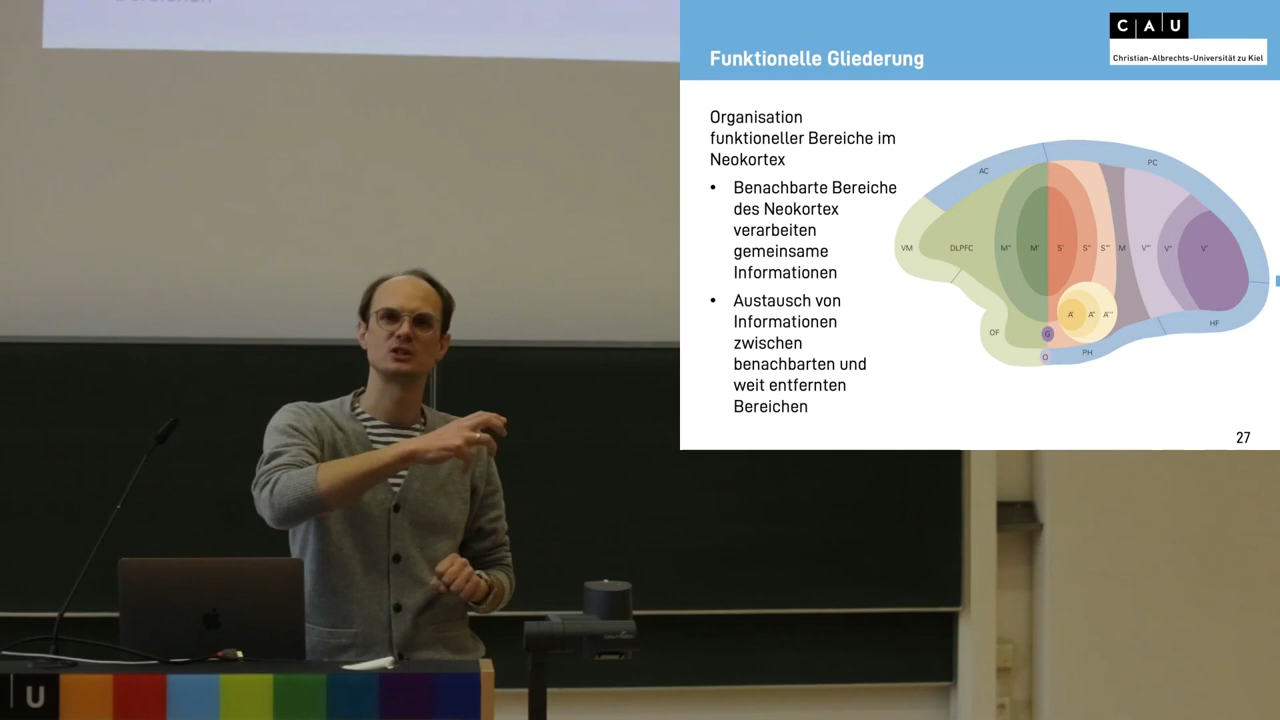 Funktionelle Gliederung
CAU
Christian-Albrechts-Universität zu Kiel
Organisation
funktioneller Bereiche im
Neokortex
• Benachbarte Bereiche
des Neokortex
verarbeiten
gemeinsame
Informationen
• Austausch von
Informationen
zwischen
benachbarten und
weit entfernten
Bereichen
AC
PC
VM
DLPFC
M''
M'
S'
S''
S'''
M
V'''
V''
V'
A'
A''
A'''
OF
G
O
PH
HF
27
U